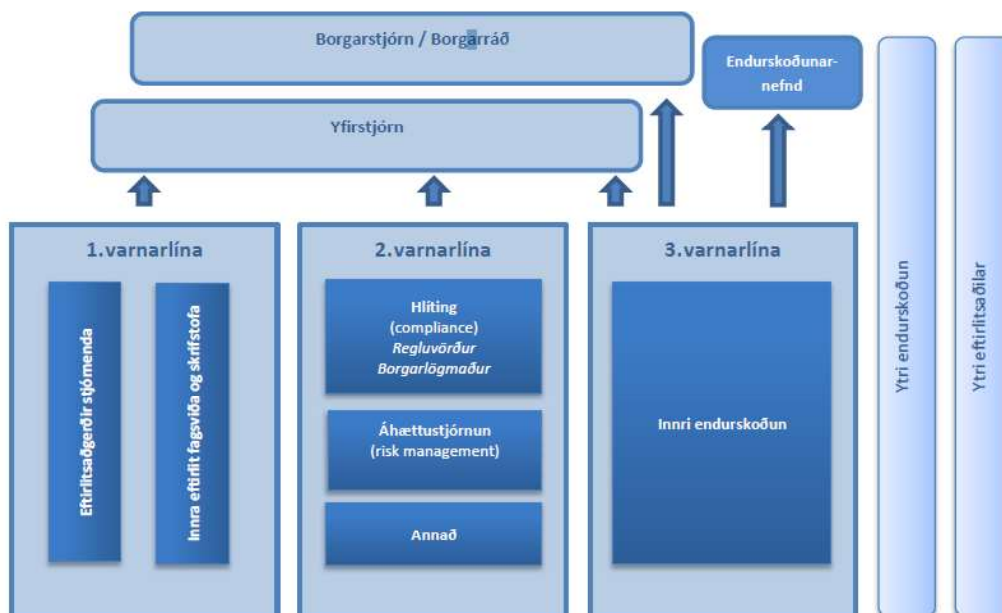 Borgarstjórn / Borgarráð
Endurskoðunar-
nefnd
Yfirstjórn
1.varnarlína
Eftirlitsaðgerðir stjómenda
Innra eftirlit fagsviða og skrifstofa
2.varnarlína
Hlíting
(compliance)
Regluvörður
Borgarlögmaður
Áhættustjórnun
(risk management)
Annað
3.varnarlína
Innri endurskoðun
Ytri endurskoðun
Ytri eftirlitsaðilar